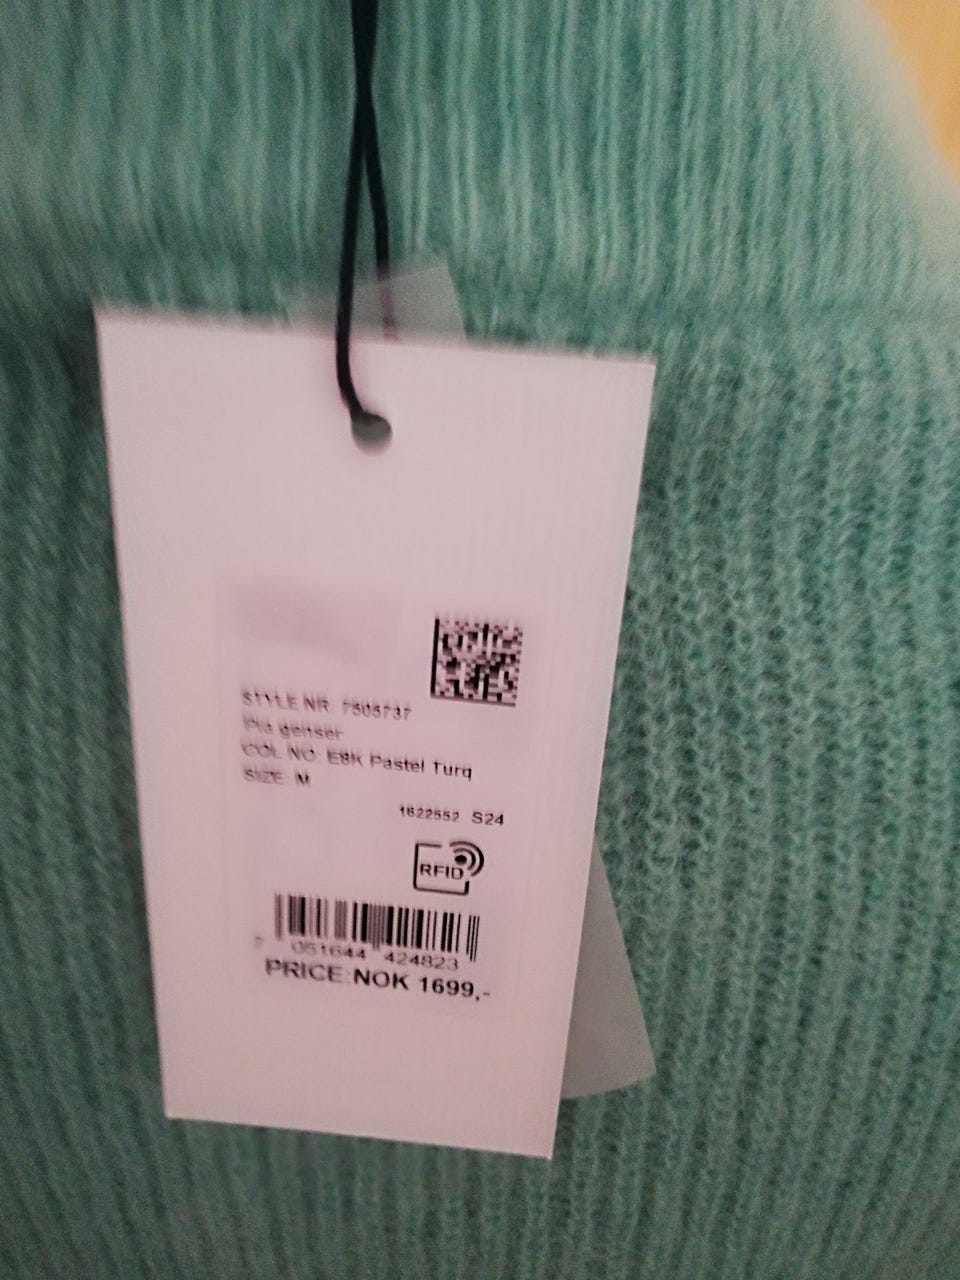 STYLE NR: 7505737
Pia genser
COL. NO: E8K Pastel Turq
SIZE: M
1622552 S24
RFID
7 051644 424823
PRICE:NOK 1699,-